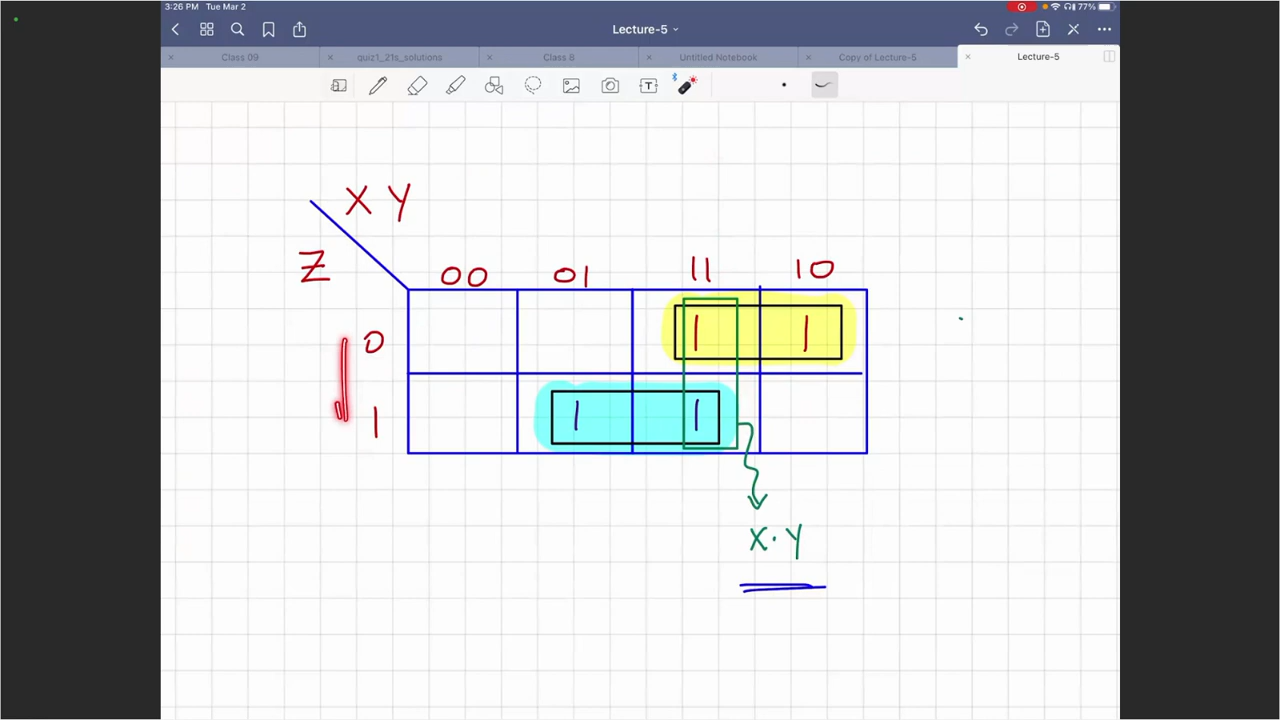 3:26 PM Tue Mar 2 77%
Lecture-5
Class 09 quiz1_21s_solutions Class 8 Untitled Notebook Copy of Lecture-5 Lecture-5
T
X Y
Z
00 01 11 10
0 1 1
1 1 1
X·Y